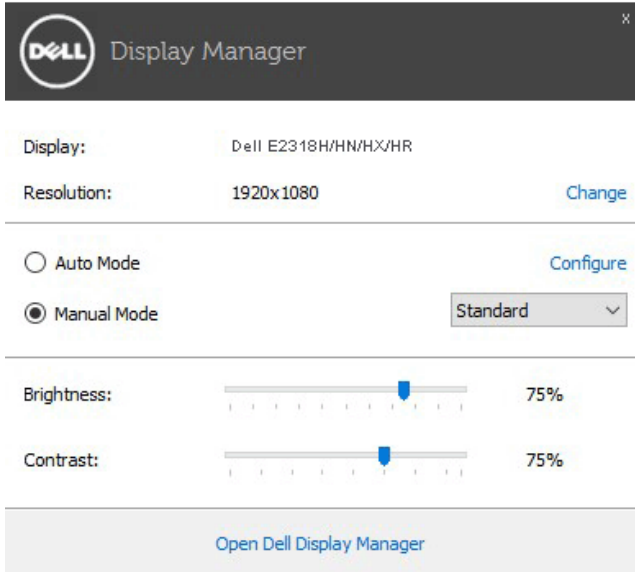 X
DELL Display Manager
Display: Dell E2318H/HN/HX/HR
Resolution: 1920x1080 Change
Auto Mode Configure
Manual Mode Standard
Brightness: 75%
Contrast: 75%
Open Dell Display Manager